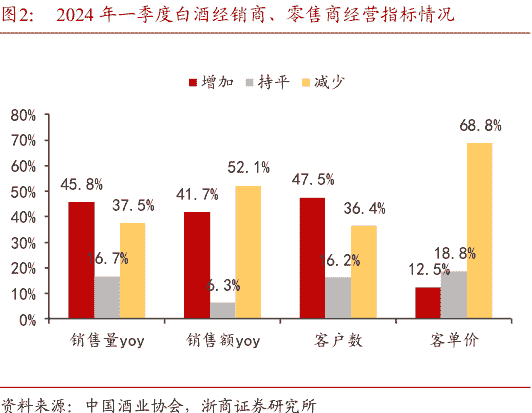 图2: 2024 年一季度白酒经销商、零售商经营指标情况
增加 持平 减少
80%
70%
60%
50%
40%
30%
20%
10%
0%
45.8% 16.7% 37.5%
41.7% 6.3% 52.1%
47.5% 16.2% 36.4%
12.5% 18.8% 68.8%
销售量yoy 销售额yoy 客户数 客单价
资料来源: 中国酒业协会, 浙商证券研究所